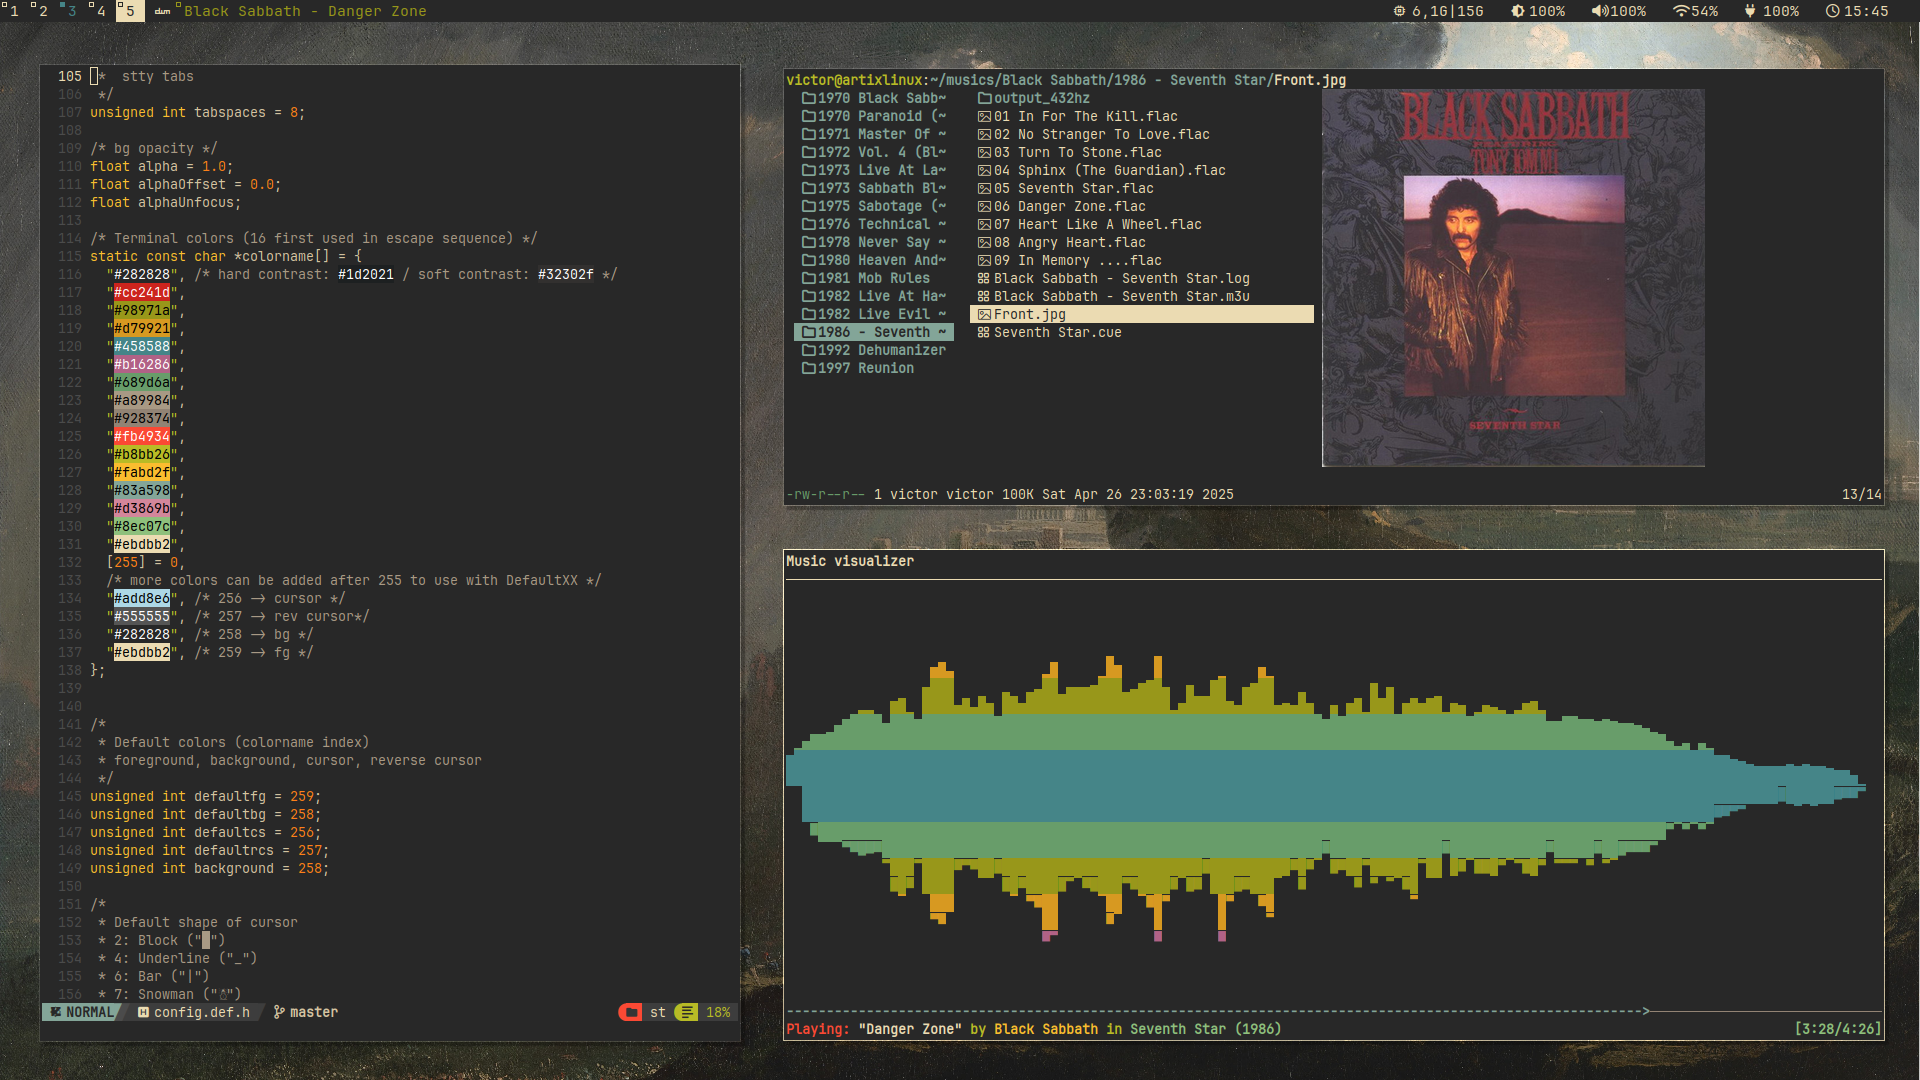 1 2 3 4 5 dwm Black Sabbath - Danger Zone 6,1G|15G 100% 100% 54% 100% 15:45
105 * stty tabs
106 */
107 unsigned int tabspaces = 8;
108
109 /* bg opacity */
110 float alpha = 1.0;
111 float alphaOffset = 0.0;
112 float alphaUnfocus;
113
114 /* Terminal colors (16 first used in escape sequence) */
115 static const char *colorname[] = {
116 "#282828", /* hard contrast: #1d2021 / soft contrast: #32302f */
117 "#cc241d",
118 "#98971a",
119 "#d79921",
120 "#458588",
121 "#b16286",
122 "#689d6a",
123 "#a89984",
124 "#928374",
125 "#fb4934",
126 "#b8bb26",
127 "#fabd2f",
128 "#83a598",
129 "#d3869b",
130 "#8ec07c",
131 "#ebdbb2",
132 [255] = 0,
133 /* more colors can be added after 255 to use with DefaultXX */
134 "#add8e6", /* 256 -> cursor */
135 "#555555", /* 257 -> rev cursor*/
136 "#282828", /* 258 -> bg */
137 "#ebdbb2", /* 259 -> fg */
138 };
139
140
141 /*
142 * Default colors (colorname index)
143 * foreground, background, cursor, reverse cursor
144 */
145 unsigned int defaultfg = 259;
146 unsigned int defaultbg = 258;
147 unsigned int defaultcs = 256;
148 unsigned int defaultrcs = 257;
149 unsigned int background = 258;
150
151 /*
152 * Default shape of cursor
153 * 2: Block ("█")
154 * 4: Underline ("_")
155 * 6: Bar ("|")
156 * 7: Snowman ("☃")
NORMAL config.def.h master st 18%
victor@artixlinux:~/musics/Black Sabbath/1986 - Seventh Star/Front.jpg
1970 Black Sabb~
1970 Paranoid (~
1971 Master Of ~
1972 Vol. 4 (Bl~
1973 Live At La~
1973 Sabbath Bl~
1975 Sabotage (~
1976 Technical ~
1978 Never Say ~
1980 Heaven And~
1981 Mob Rules
1982 Live At Ha~
1982 Live Evil ~
1986 - Seventh ~
1992 Dehumanizer
1997 Reunion
output_432hz
01 In For The Kill.flac
02 No Stranger To Love.flac
03 Turn To Stone.flac
04 Sphinx (The Guardian).flac
05 Seventh Star.flac
06 Danger Zone.flac
07 Heart Like A Wheel.flac
08 Angry Heart.flac
09 In Memory ....flac
Black Sabbath - Seventh Star.log
Black Sabbath - Seventh Star.m3u
Front.jpg
Seventh Star.cue
BLACK SABBATH
FEATURING
TONY IOMMI
SEVENTH STAR
-rw-r--r-- 1 victor victor 100K Sat Apr 26 23:03:19 2025 13/14
Music visualizer
Playing: "Danger Zone" by Black Sabbath in Seventh Star (1986) [3:28/4:26]